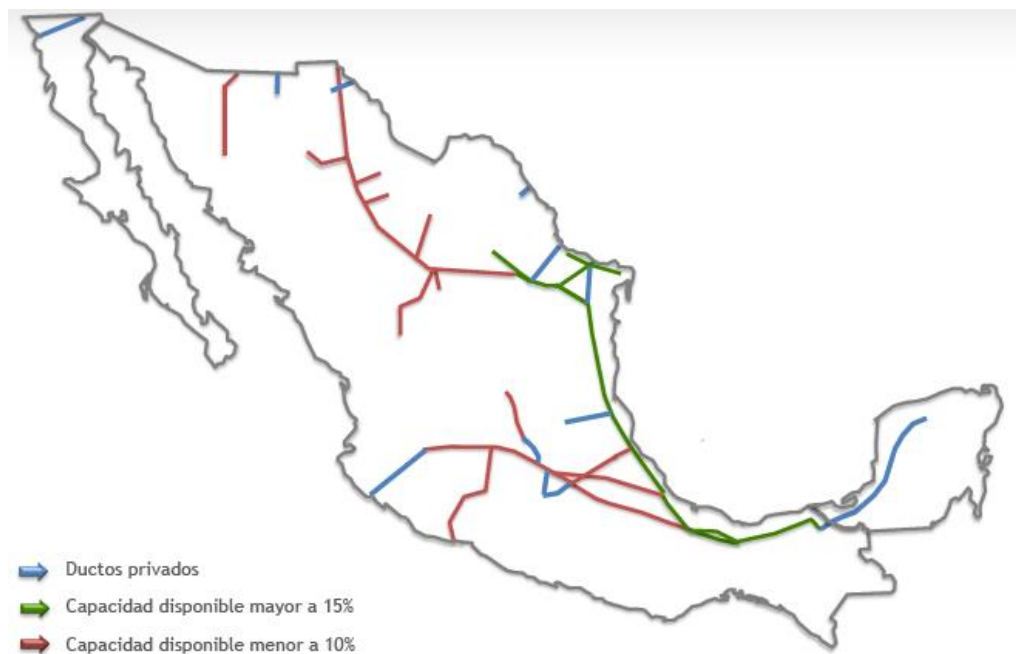 Ductos privados
Capacidad disponible mayor a 15%
Capacidad disponible menor a 10%